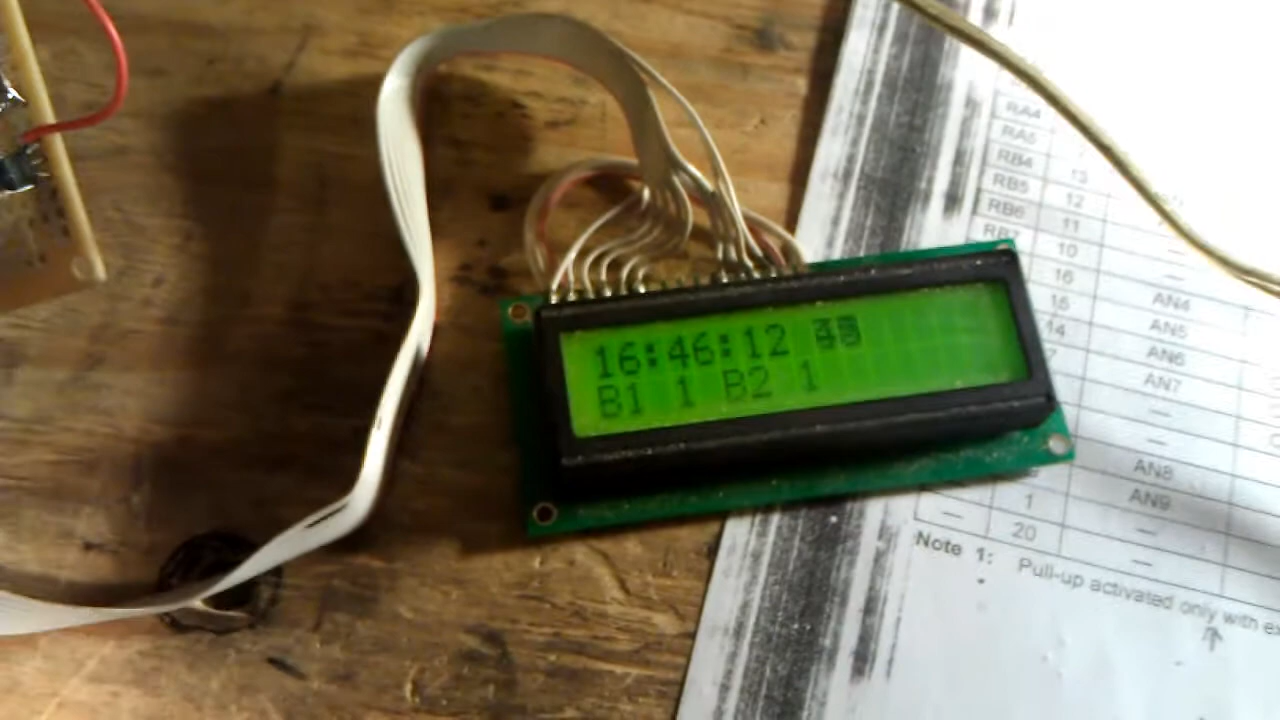 16:46:12
B1 1 B2 1
RA4
RA5
RB4 13
RB5 12
RB6 11 —
RB7 10 —
16 AN4
15 AN5
14 AN6
7 AN7
—
—
AN8
1 AN9
— 20 —
Note 1: Pull-up activated only with